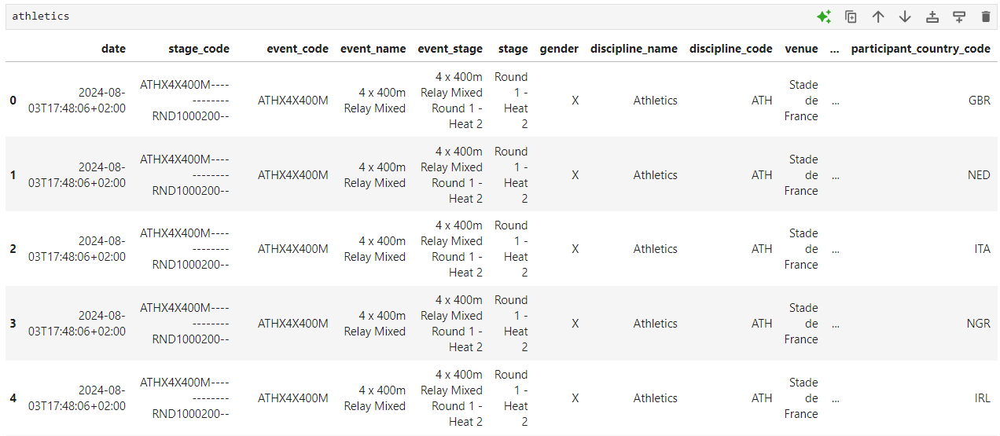 athletics
date stage_code event_code event_name event_stage stage gender discipline_name discipline_code venue ... participant_country_code
0 2024-08-03T17:48:06+02:00 ATHX4X400M------------RND1000200-- ATHX4X400M 4 x 400m Relay Mixed 4 x 400m Relay Mixed Round 1 - Heat 2 Round 1 - Heat 2 X Athletics ATH Stade de France ... GBR
1 2024-08-03T17:48:06+02:00 ATHX4X400M------------RND1000200-- ATHX4X400M 4 x 400m Relay Mixed 4 x 400m Relay Mixed Round 1 - Heat 2 Round 1 - Heat 2 X Athletics ATH Stade de France ... NED
2 2024-08-03T17:48:06+02:00 ATHX4X400M------------RND1000200-- ATHX4X400M 4 x 400m Relay Mixed 4 x 400m Relay Mixed Round 1 - Heat 2 Round 1 - Heat 2 X Athletics ATH Stade de France ... ITA
3 2024-08-03T17:48:06+02:00 ATHX4X400M------------RND1000200-- ATHX4X400M 4 x 400m Relay Mixed 4 x 400m Relay Mixed Round 1 - Heat 2 Round 1 - Heat 2 X Athletics ATH Stade de France ... NGR
4 2024-08-03T17:48:06+02:00 ATHX4X400M------------RND1000200-- ATHX4X400M 4 x 400m Relay Mixed 4 x 400m Relay Mixed Round 1 - Heat 2 Round 1 - Heat 2 X Athletics ATH Stade de France ... IRL